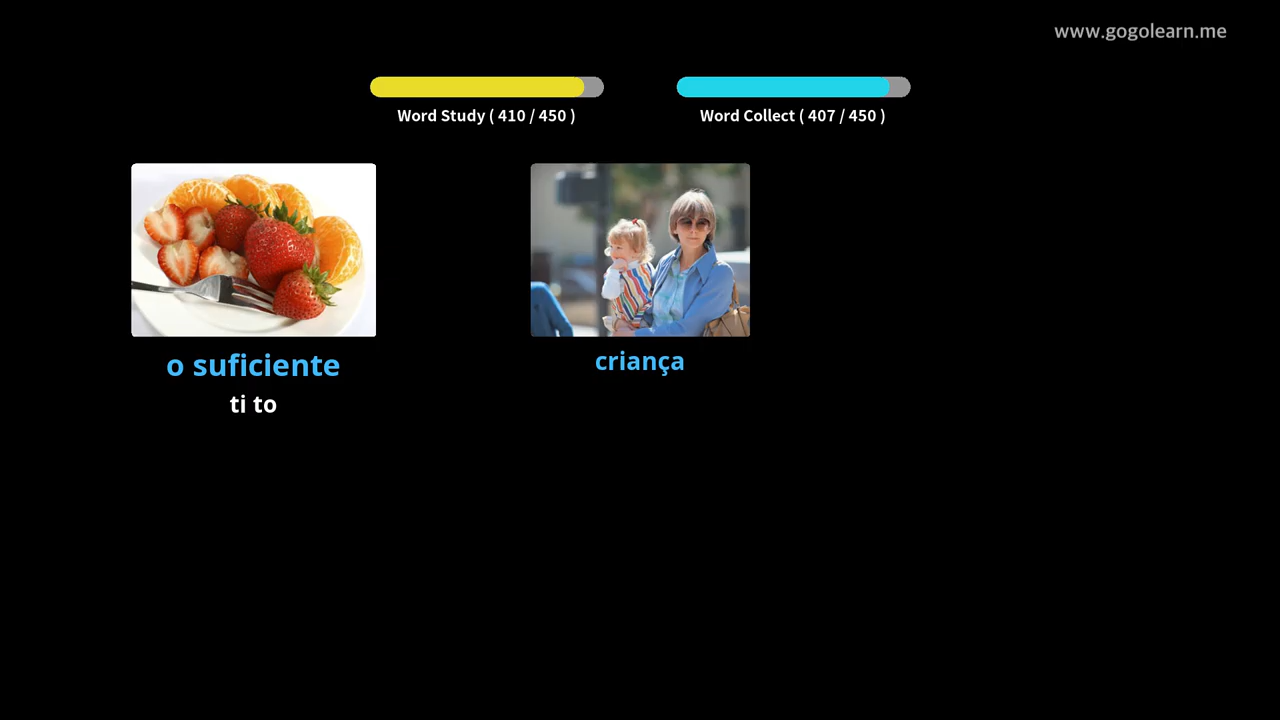 www.gogolearn.me
Word Study ( 410 / 450 )
Word Collect ( 407 / 450 )
o suficiente
ti to
criança